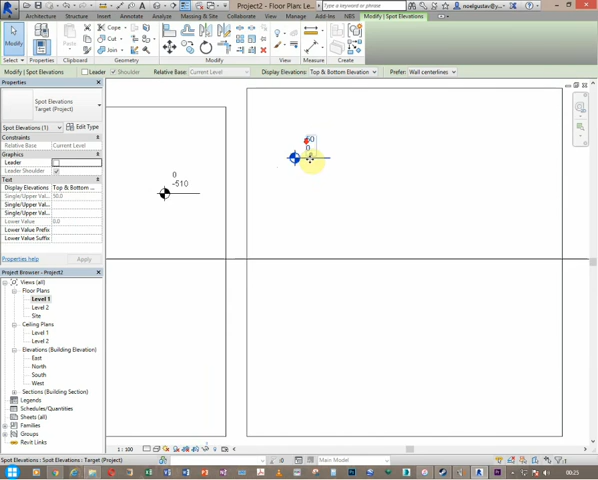 Project2 - Floor Plan: Le...
Type a keyword or phrase
noelgustav@...
Architecture Structure Insert Annotate Analyze Massing & Site Collaborate View Manage Add-Ins NBS Modify | Spot Elevations
Modify
Paste
Cope
Cut
Join
Select Properties Clipboard Geometry Modify View Measure Create
Modify | Spot Elevations
Leader
Shoulder
Relative Base:
Current Level
Display Elevations:
Top & Bottom Elevation
Prefer:
Wall centerlines
Properties
Spot Elevations
Target (Project)
Spot Elevations (1)
Edit Type
Constraints
Relative Base Current Level
Graphics
Leader
Leader Shoulder
Text
Display Elevations Top & Bottom ...
Single/Upper Val... 50.0
Single/Upper Val...
Single/Upper Val...
Lower Value 0.0
Lower Value Prefix
Lower Value Suffix
Properties help
Apply
0
-510
50
0
Project Browser - Project2
Views (all)
Floor Plans
Level 1
Level 2
Site
Ceiling Plans
Level 1
Level 2
Elevations (Building Elevation)
East
North
South
West
Sections (Building Section)
Legends
Schedules/Quantities
Sheets (all)
Families
Groups
Revit Links
1 : 100
Spot Elevations : Spot Elevations : Target (Project)
:0
Main Model
:1
00:25